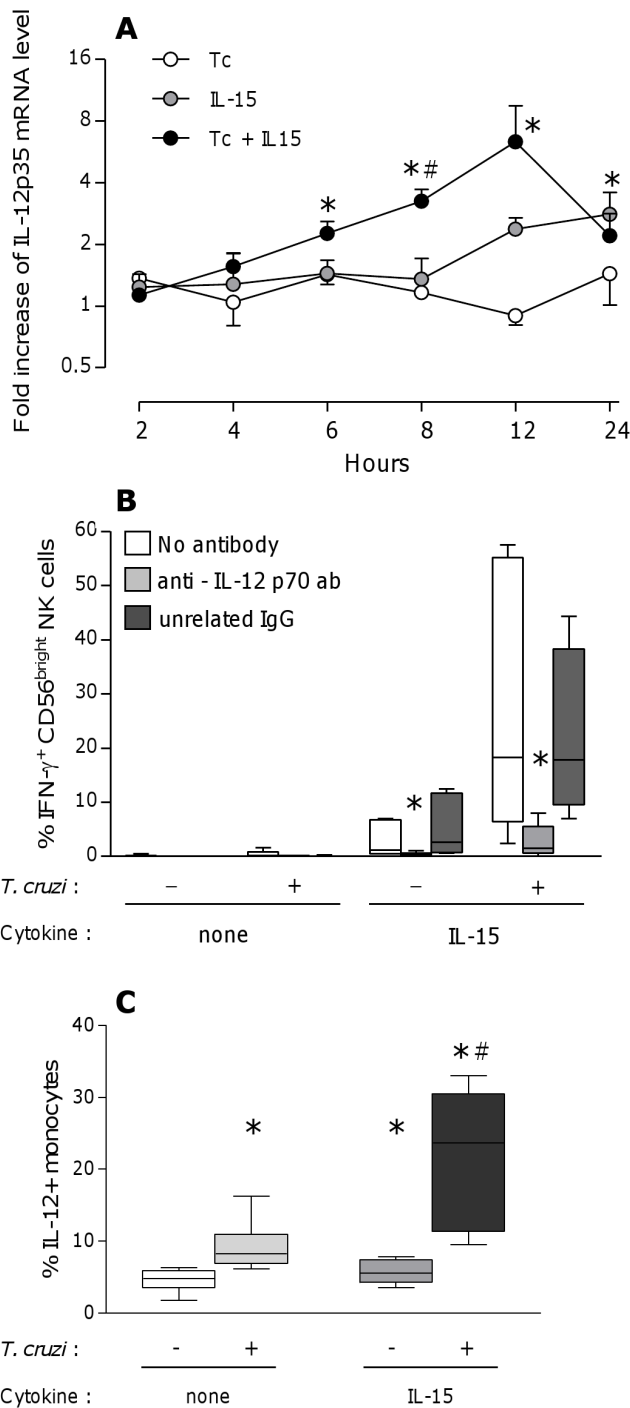 A
Fold increase of IL-12p35 mRNA level
16
8
4
2
1
0.5
Tc
IL-15
Tc + IL15
*
*#
*
*
2 4 6 8 12 24
Hours
B
% IFN-γ+ CD56bright NK cells
60
50
40
30
20
10
0
No antibody
anti - IL-12 p70 ab
unrelated IgG
*
*
T. cruzi : − + − +
Cytokine : none IL-15
C
% IL-12+ monocytes
40
30
20
10
0
*
*
*#
T. cruzi : - + - +
Cytokine : none IL-15